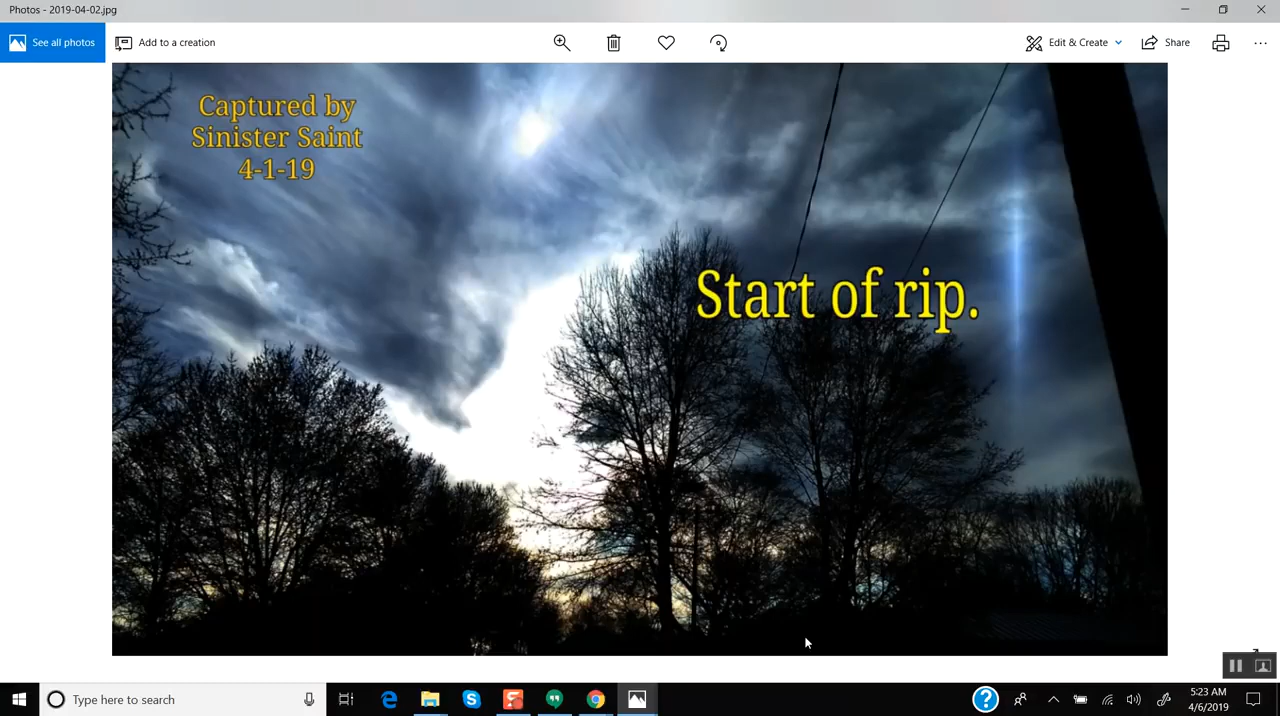 Photos - 2019-04-02.jpg
See all photos
Add to a creation
Edit & Create
Share
Captured by
Sinister Saint
4-1-19
Start of rip.
Type here to search
5:23 AM
4/6/2019